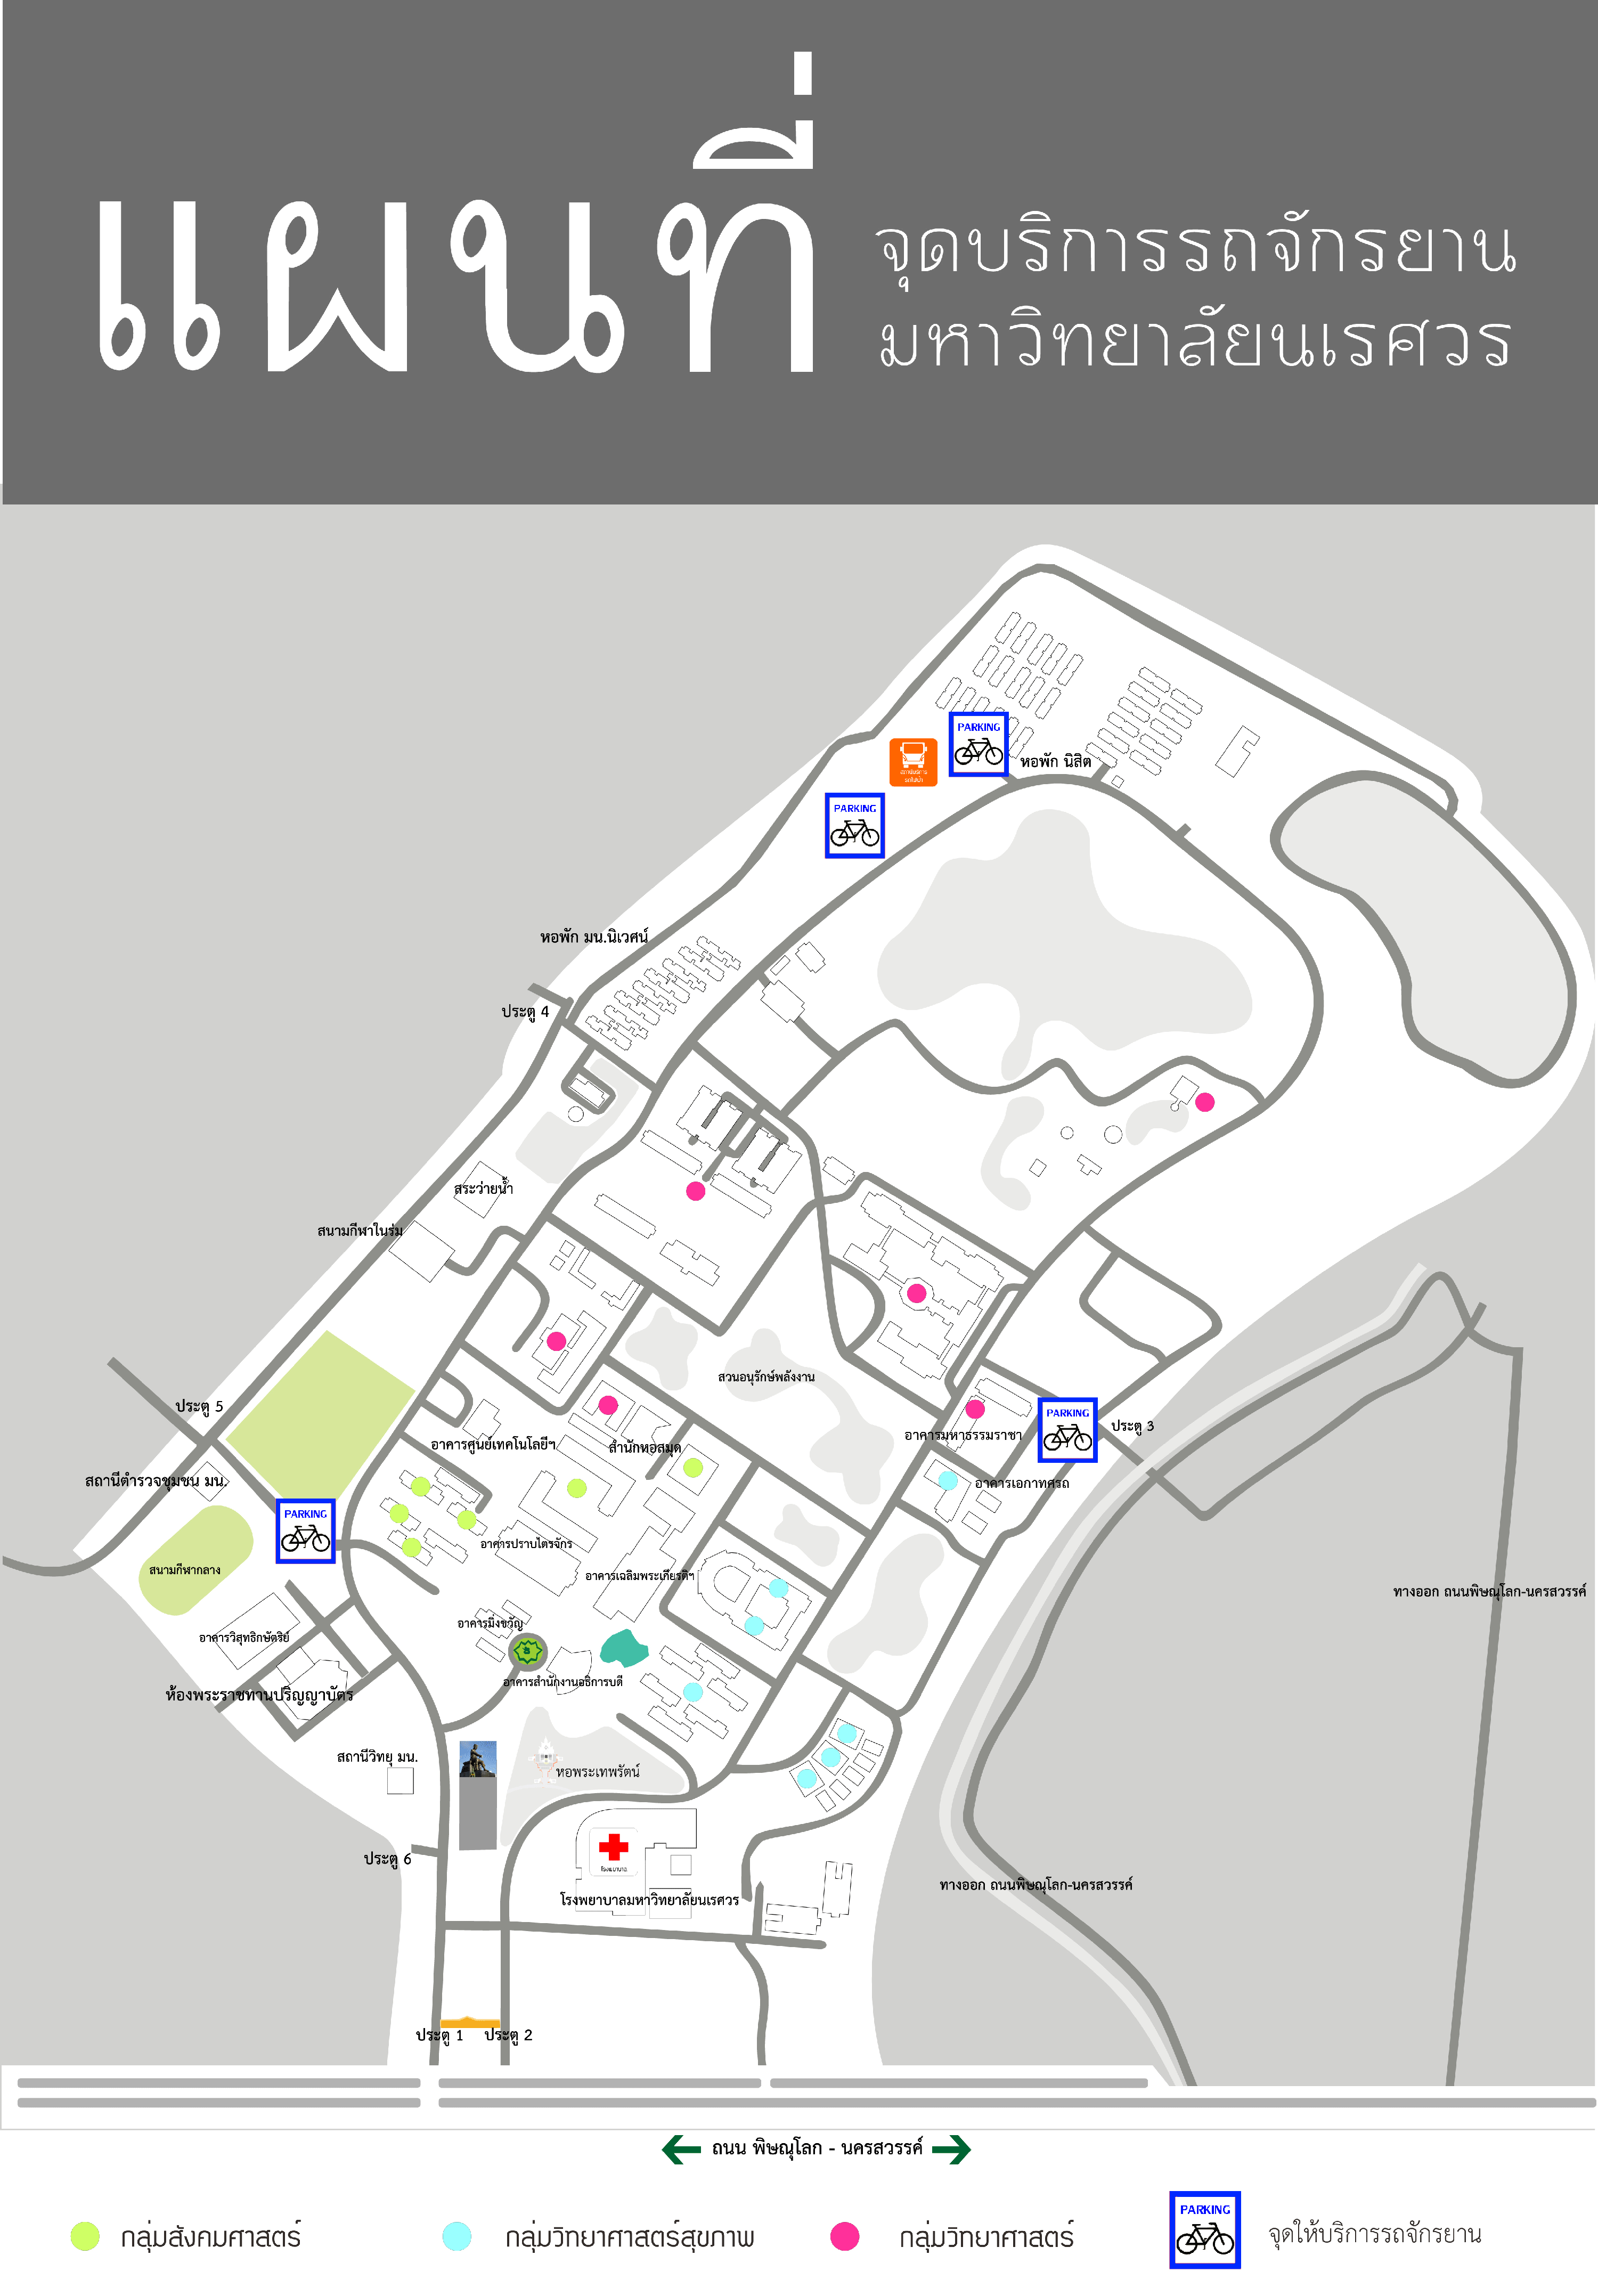 แผนที่
จุดบริการรถจักรยาน
มหาวิทยาลัยนเรศวร
PARKING
หอพัก นิสิต
PARKING
หอพัก มน.นิเวศน์
ประตู 4
สระว่ายน้ำ
สนามกีฬาในร่ม
สวนอนุรักษ์พลังงาน
ประตู 5
PARKING
ประตู 3
อาคารมหาธรรมราชา
อาคารศูนย์เทคโนโลยีฯ
สำนักหอสมุด
สถานีตำรวจชุมชน มน.
อาคารเอกาทศรถ
PARKING
อาคารปราบไตรจักร
สนามกีฬากลาง
อาคารเฉลิมพระเกียรติฯ
ทางออก ถนนพิษณุโลก-นครสวรรค์
อาคารมิ่งขวัญ
อาคารวิสุทธิกษัตริย์
อาคารสำนักงานอธิการบดี
ห้องพระราชทานปริญญาบัตร
สถานีวิทยุ มน.
หอพระเทพรัตน์
ประตู 6
โรงพยาบาล
โรงพยาบาลมหาวิทยาลัยนเรศวร
ทางออก ถนนพิษณุโลก-นครสวรรค์
ประตู 1
ประตู 2
ถนน พิษณุโลก - นครสวรรค์
กลุ่มสังคมศาสตร์
กลุ่มวิทยาศาสตร์สุขภาพ
กลุ่มวิทยาศาสตร์
PARKING
จุดให้บริการรถจักรยาน